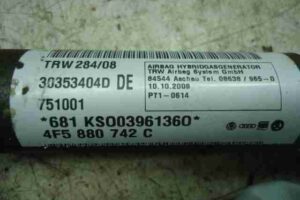 TRW 284/08
30353404D DE
751001
AIRBAG HYBRIDGASGENERATOR
TRW Airbag System GmbH
84544 Aschau Tel. 08638 / 965-0
10.10.2008
PT1-0614
*681 KS003961360*
4F5 880 742 C